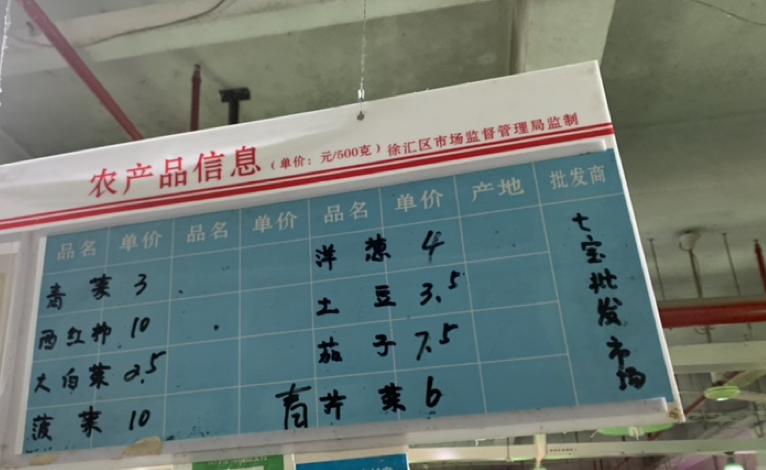 农产品信息（单价：元/500克）徐汇区市场监督管理局监制
品名 单价 品名 单价 品名 单价 产地 批发商
青菜 3 洋葱 4 七宝批发市场
西红柿 10 土豆 3.5
大白菜 2.5 茄子 7.5
菠菜 10 杭菜 6